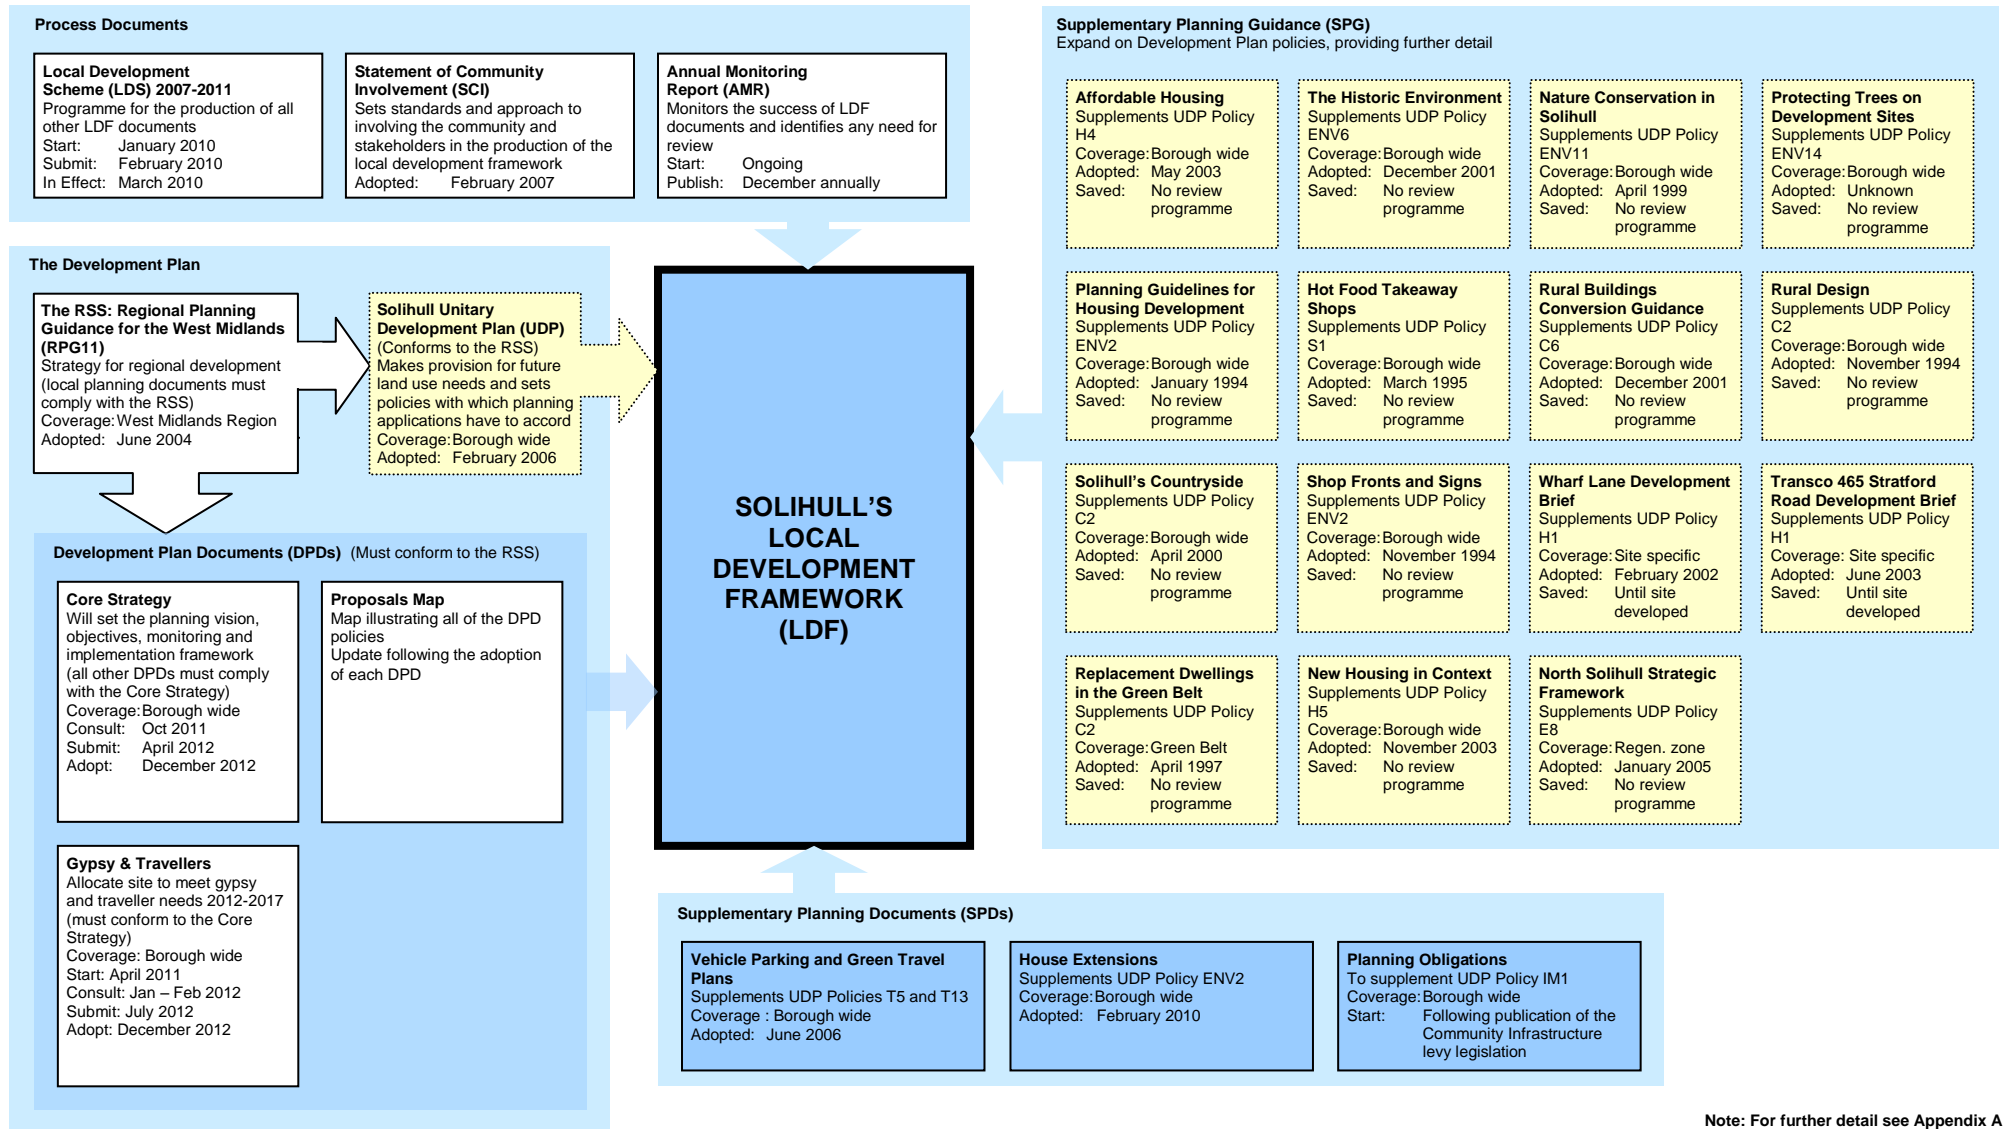 Process Documents
Local Development
Scheme (LDS) 2007-2011
Programme for the production of all
other LDF documents
Start: January 2010
Submit: February 2010
In Effect: March 2010
Statement of Community
Involvement (SCI)
Sets standards and approach to
involving the community and
stakeholders in the production of the
local development framework
Adopted: February 2007
Annual Monitoring
Report (AMR)
Monitors the success of LDF
documents and identifies any need for
review
Start: Ongoing
Publish: December annually
The Development Plan
The RSS: Regional Planning
Guidance for the West Midlands
(RPG11)
Strategy for regional development
(local planning documents must
comply with the RSS)
Coverage: West Midlands Region
Adopted: June 2004
Solihull Unitary
Development Plan (UDP)
(Conforms to the RSS)
Makes provision for future
land use needs and sets
policies with which planning
applications have to accord
Coverage: Borough wide
Adopted: February 2006
Development Plan Documents (DPDs) (Must conform to the RSS)
Core Strategy
Will set the planning vision,
objectives, monitoring and
implementation framework
(all other DPDs must comply
with the Core Strategy)
Coverage: Borough wide
Consult: Oct 2011
Submit: April 2012
Adopt: December 2012
Proposals Map
Map illustrating all of the DPD
policies
Update following the adoption
of each DPD
Gypsy & Travellers
Allocate site to meet gypsy
and traveller needs 2012-2017
(must conform to the Core
Strategy)
Coverage: Borough wide
Start: April 2011
Consult: Jan – Feb 2012
Submit: July 2012
Adopt: December 2012
SOLIHULL'S
LOCAL
DEVELOPMENT
FRAMEWORK
(LDF)
Supplementary Planning Guidance (SPG)
Expand on Development Plan policies, providing further detail
Affordable Housing
Supplements UDP Policy
H4
Coverage: Borough wide
Adopted: May 2003
Saved: No review
programme
The Historic Environment
Supplements UDP Policy
ENV6
Coverage: Borough wide
Adopted: December 2001
Saved: No review
programme
Nature Conservation in
Solihull
Supplements UDP Policy
ENV11
Coverage: Borough wide
Adopted: April 1999
Saved: No review
programme
Protecting Trees on
Development Sites
Supplements UDP Policy
ENV14
Coverage: Borough wide
Adopted: Unknown
Saved: No review
programme
Planning Guidelines for
Housing Development
Supplements UDP Policy
ENV2
Coverage: Borough wide
Adopted: January 1994
Saved: No review
programme
Hot Food Takeaway
Shops
Supplements UDP Policy
S1
Coverage: Borough wide
Adopted: March 1995
Saved: No review
programme
Rural Buildings
Conversion Guidance
Supplements UDP Policy
C6
Coverage: Borough wide
Adopted: December 2001
Saved: No review
programme
Rural Design
Supplements UDP Policy
C2
Coverage: Borough wide
Adopted: November 1994
Saved: No review
programme
Solihull's Countryside
Supplements UDP Policy
C2
Coverage: Borough wide
Adopted: April 2000
Saved: No review
programme
Shop Fronts and Signs
Supplements UDP Policy
ENV2
Coverage: Borough wide
Adopted: November 1994
Saved: No review
programme
Wharf Lane Development
Brief
Supplements UDP Policy
H1
Coverage: Site specific
Adopted: February 2002
Saved: Until site
developed
Transco 465 Stratford
Road Development Brief
Supplements UDP Policy
H1
Coverage: Site specific
Adopted: June 2003
Saved: Until site
developed
Replacement Dwellings
in the Green Belt
Supplements UDP Policy
C2
Coverage: Green Belt
Adopted: April 1997
Saved: No review
programme
New Housing in Context
Supplements UDP Policy
H5
Coverage: Borough wide
Adopted: November 2003
Saved: No review
programme
North Solihull Strategic
Framework
Supplements UDP Policy
E8
Coverage: Regen. zone
Adopted: January 2005
Saved: No review
programme
Supplementary Planning Documents (SPDs)
Vehicle Parking and Green Travel
Plans
Supplements UDP Policies T5 and T13
Coverage : Borough wide
Adopted: June 2006
House Extensions
Supplements UDP Policy ENV2
Coverage: Borough wide
Adopted: February 2010
Planning Obligations
To supplement UDP Policy IM1
Coverage: Borough wide
Start: Following publication of the
Community Infrastructure
levy legislation
Note: For further detail see Appendix A